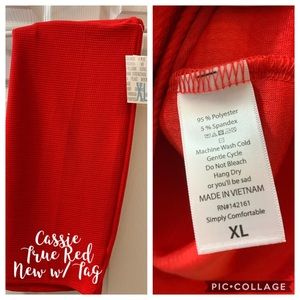 XL
Cassie
True Red
New w/ Tag
95% Polyester
5% Spandex
Machine Wash Cold
Gentle Cycle
Do Not Bleach
Hang Dry
or you'll be sad
MADE IN VIETNAM
RN#142161
Simply Comfortable
XL
PIC•COLLAGE